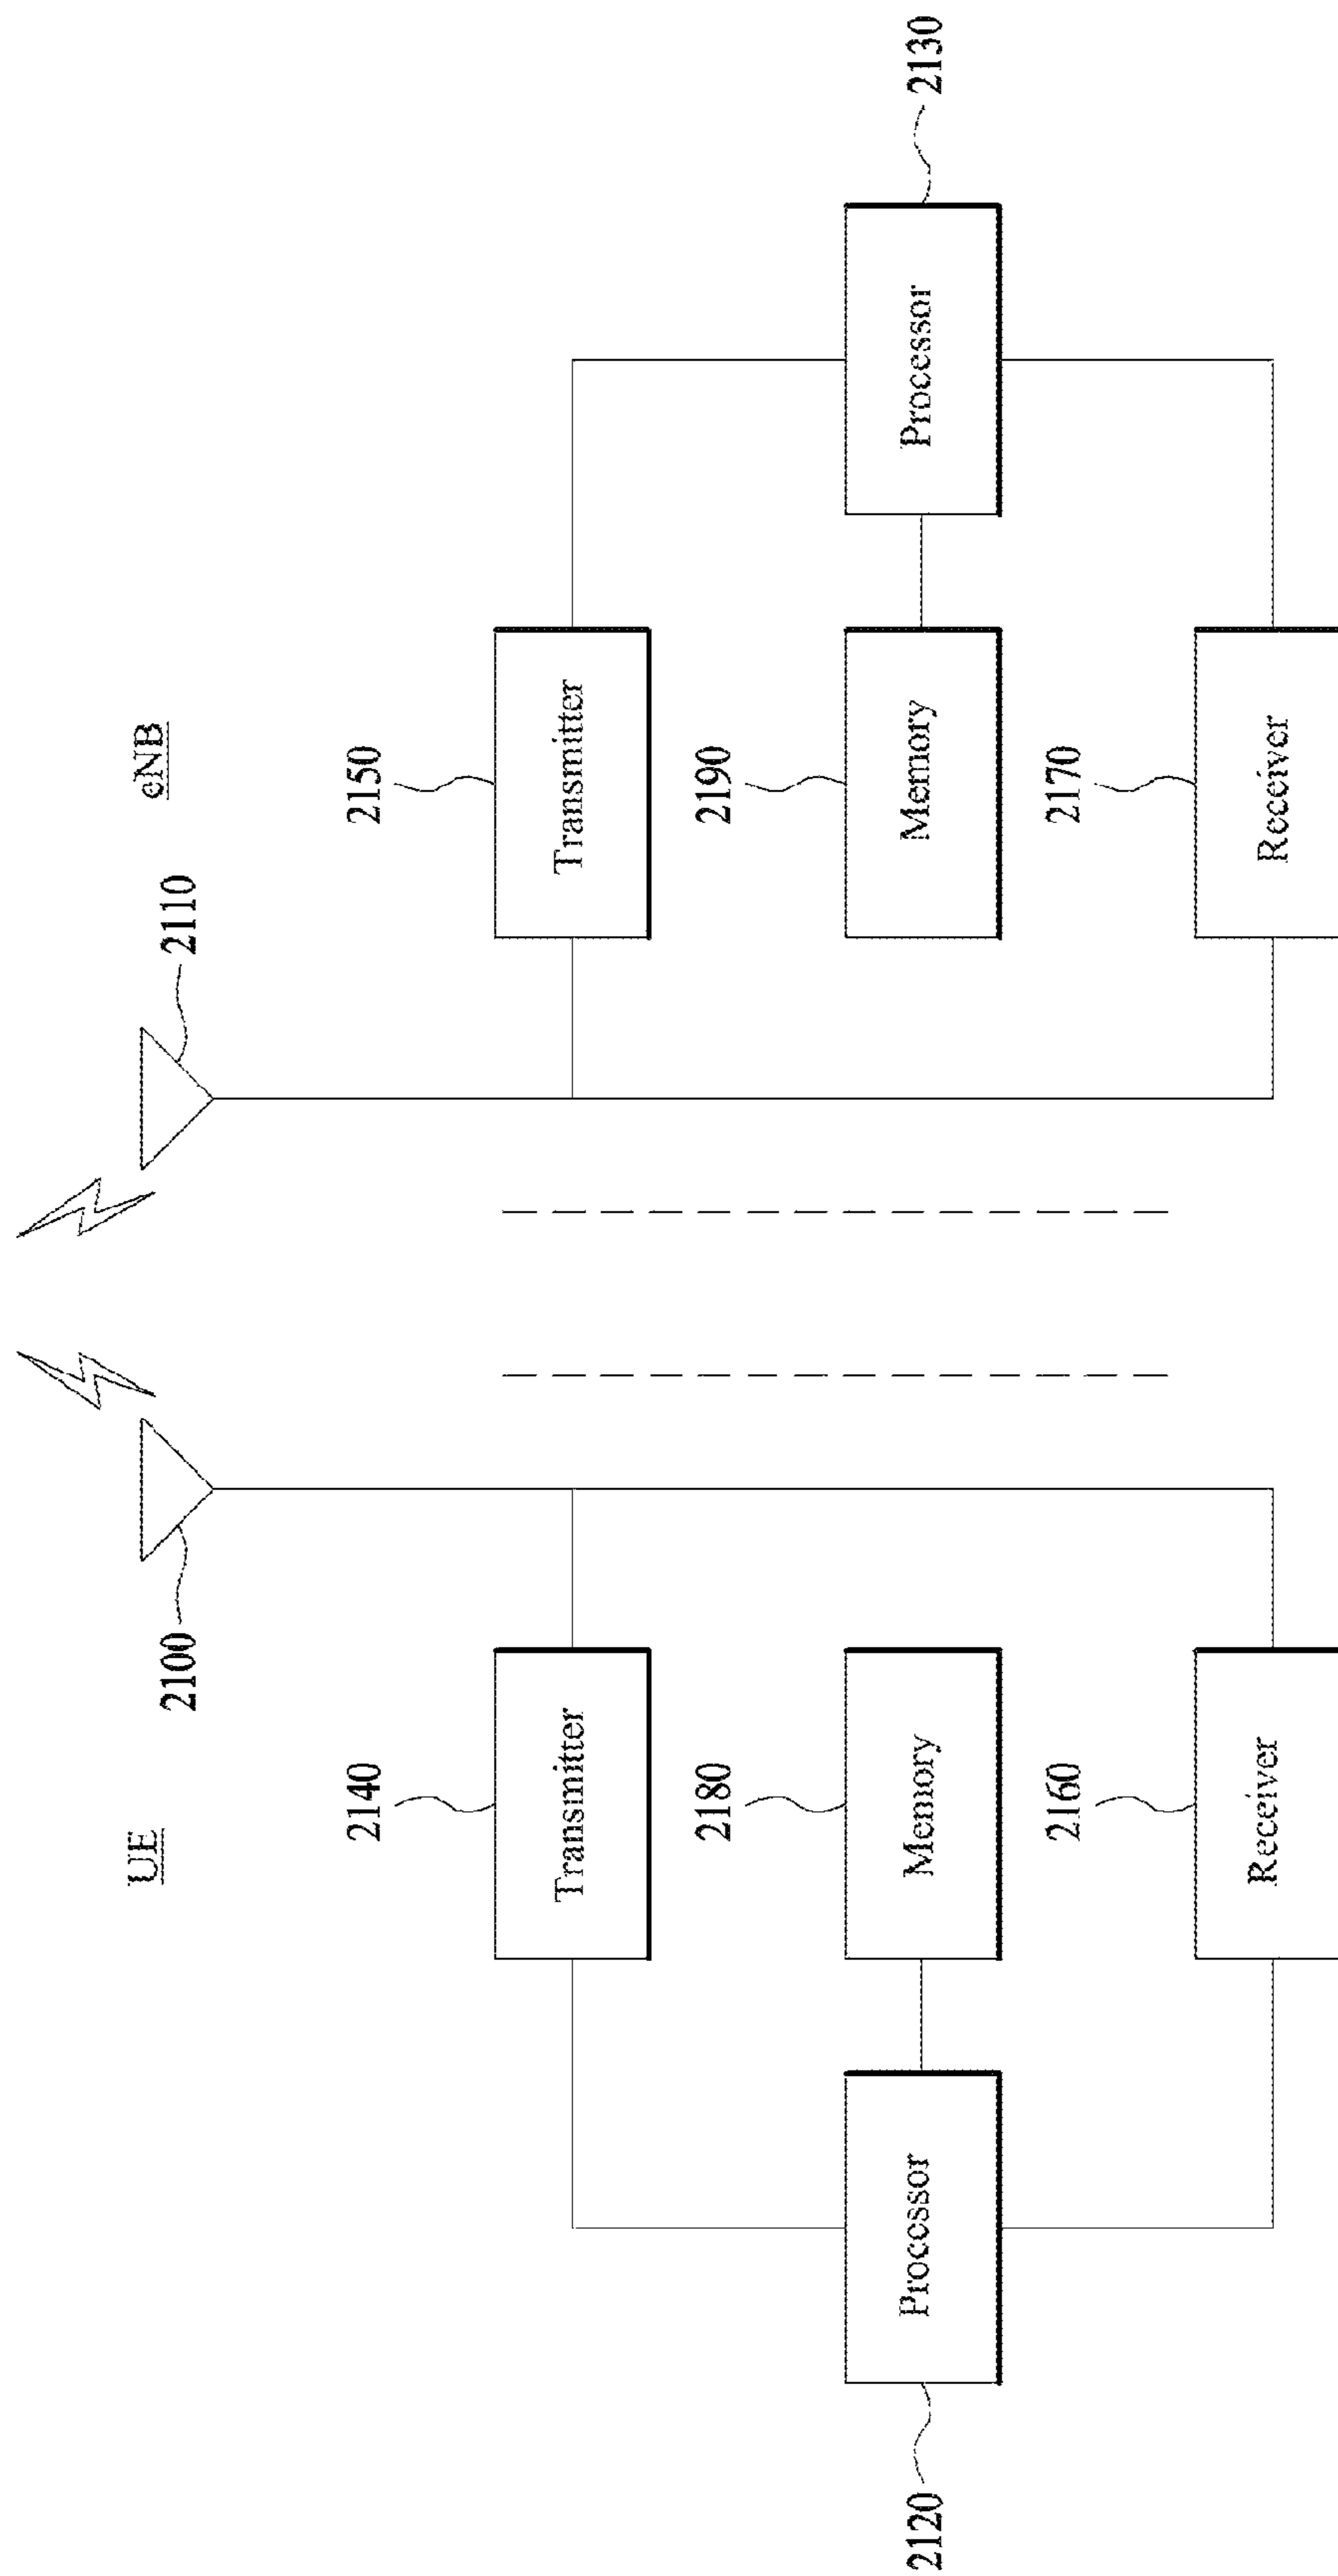 UE
eNB
2100
2110
2140
Transmitter
2150
Transmitter
2120
Processor
2180
Memory
2190
Memory
2130
Processor
2160
Receiver
2170
Receiver